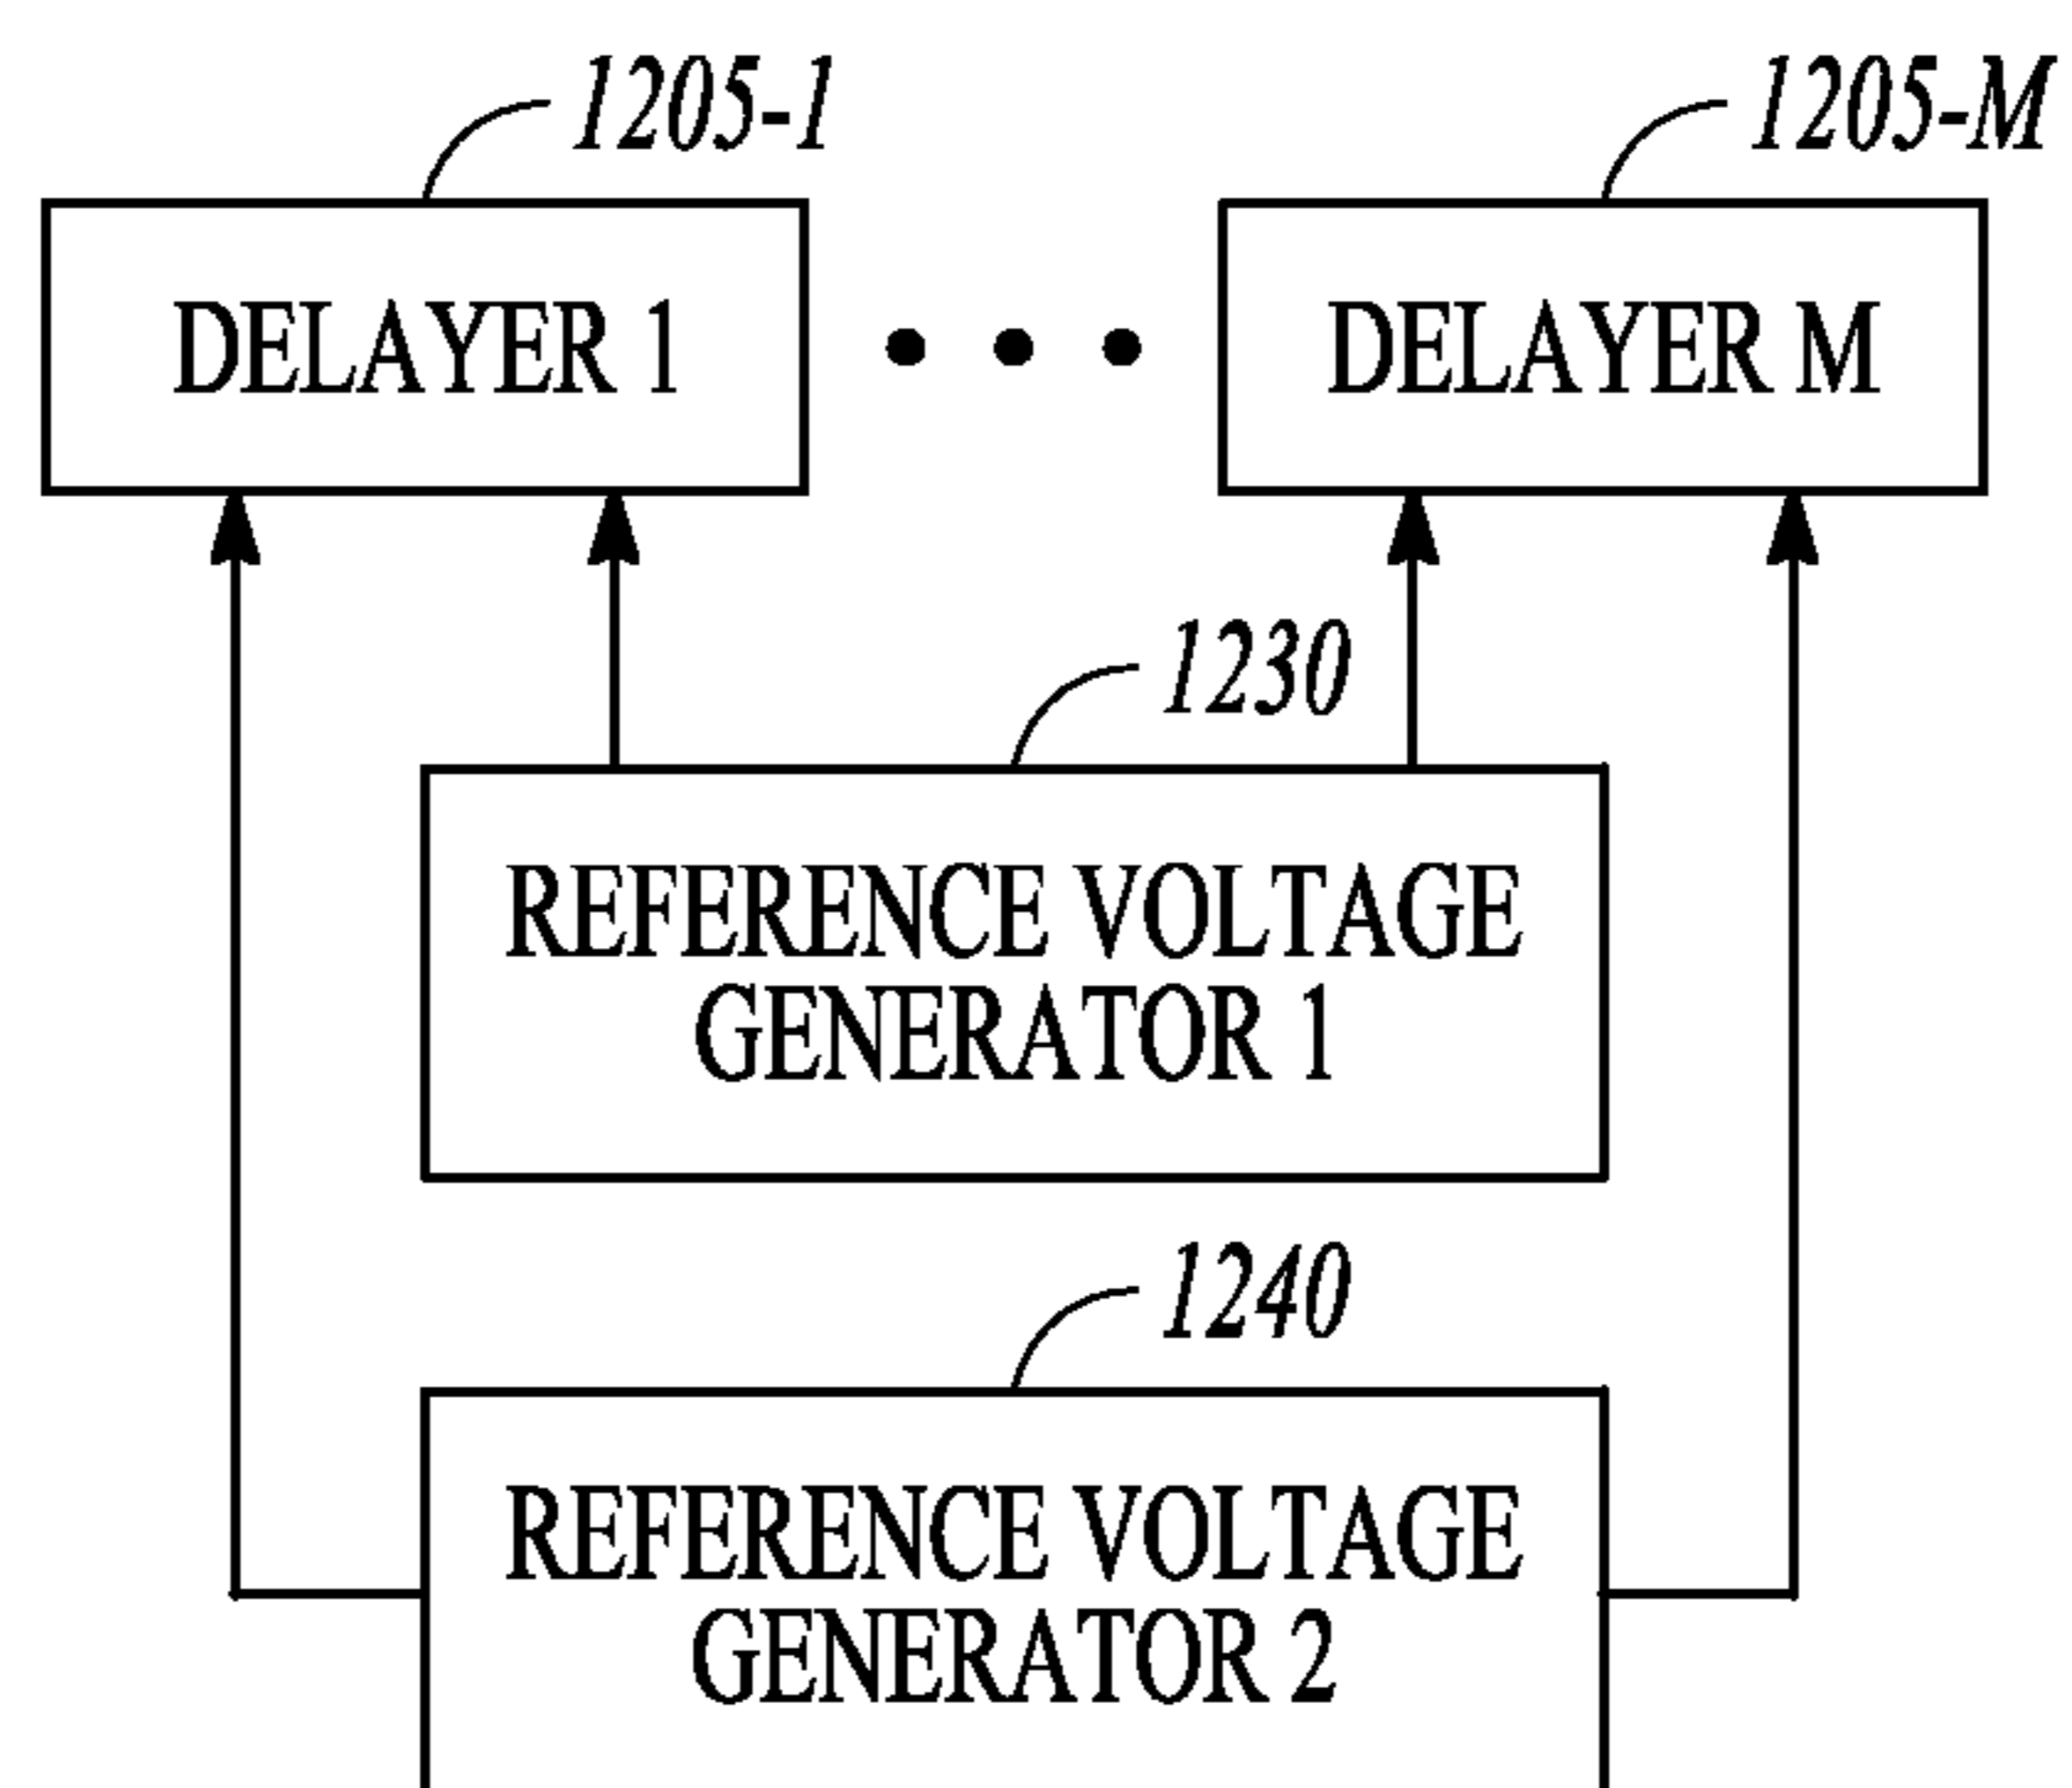 1205-1
1205-M
DELAYER 1
DELAYER M
1230
REFERENCE VOLTAGE
GENERATOR 1
1240
REFERENCE VOLTAGE
GENERATOR 2